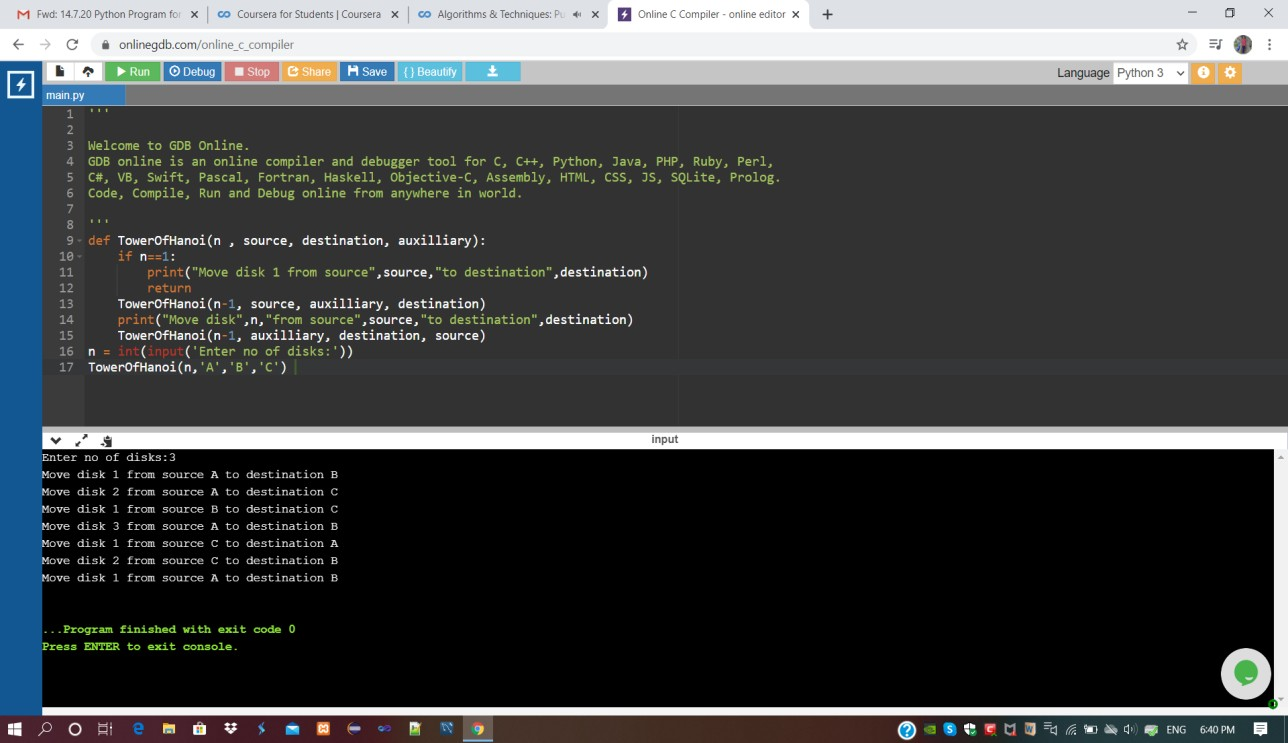 Fwd: 14.7.20 Python Program for
Coursera for Students | Coursera
Algorithms & Techniques: Pu
Online C Compiler - online editor
onlinegdb.com/online_c_compiler
Run Debug Stop Share Save { } Beautify Language Python 3
main.py
1 '''
2
3 Welcome to GDB Online.
4 GDB online is an online compiler and debugger tool for C, C++, Python, Java, PHP, Ruby, Perl,
5 C#, VB, Swift, Pascal, Fortran, Haskell, Objective-C, Assembly, HTML, CSS, JS, SQLite, Prolog.
6 Code, Compile, Run and Debug online from anywhere in world.
7
8 '''
9 def TowerOfHanoi(n , source, destination, auxilliary):
10 if n==1:
11 print("Move disk 1 from source",source,"to destination",destination)
12 return
13 TowerOfHanoi(n-1, source, auxilliary, destination)
14 print("Move disk",n,"from source",source,"to destination",destination)
15 TowerOfHanoi(n-1, auxilliary, destination, source)
16 n = int(input('Enter no of disks:'))
17 TowerOfHanoi(n,'A','B','C')
input
Enter no of disks:3
Move disk 1 from source A to destination B
Move disk 2 from source A to destination C
Move disk 1 from source B to destination C
Move disk 3 from source A to destination B
Move disk 1 from source C to destination A
Move disk 2 from source C to destination B
Move disk 1 from source A to destination B
...Program finished with exit code 0
Press ENTER to exit console.
ENG 6:40 PM